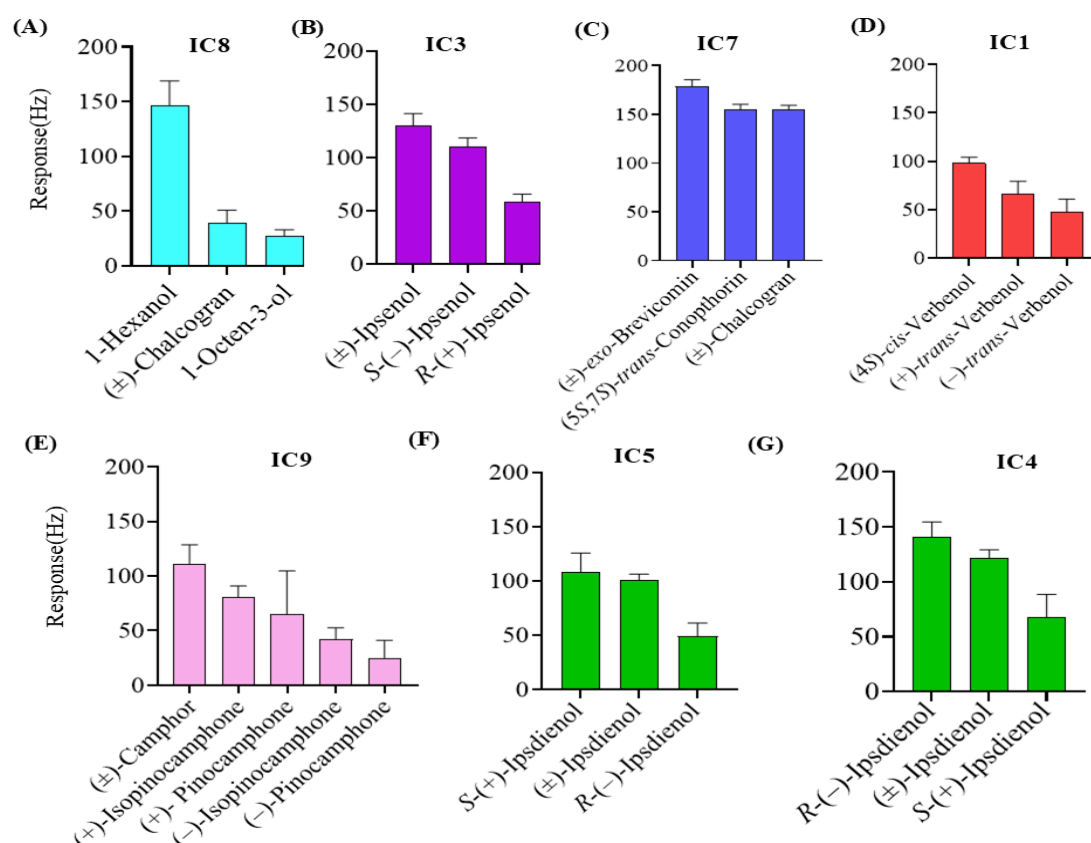 (A)
IC8
Response(Hz)
200
150
100
50
0
1-Hexanol
(±)-Chalcogran
1-Octen-3-ol
(B)
IC3
200
150
100
50
0
(±)-Ipsenol
S-(−)-Ipsenol
R-(+)-Ipsenol
(C)
IC7
200
150
100
50
0
(±)-exo-Brevicomin
(5S,7S)-trans-Conopthorin
(±)-Chalcogran
(D)
IC1
200
150
100
50
0
(4S)-cis-Verbenol
(+)-trans-Verbenol
(−)-trans-Verbenol
(E)
IC9
Response(Hz)
200
150
100
50
0
(±)-Camphor
(+)-Isopinocamphone
(+)- Pinocamphone
(−)-Isopinocamphone
(−)-Pinocamphone
(F)
IC5
200
150
100
50
0
S-(+)-Ipsdienol
(±)-Ipsdienol
R-(−)-Ipsdienol
(G)
IC4
200
150
100
50
0
R-(−)-Ipsdienol
(±)-Ipsdienol
S-(+)-Ipsdienol